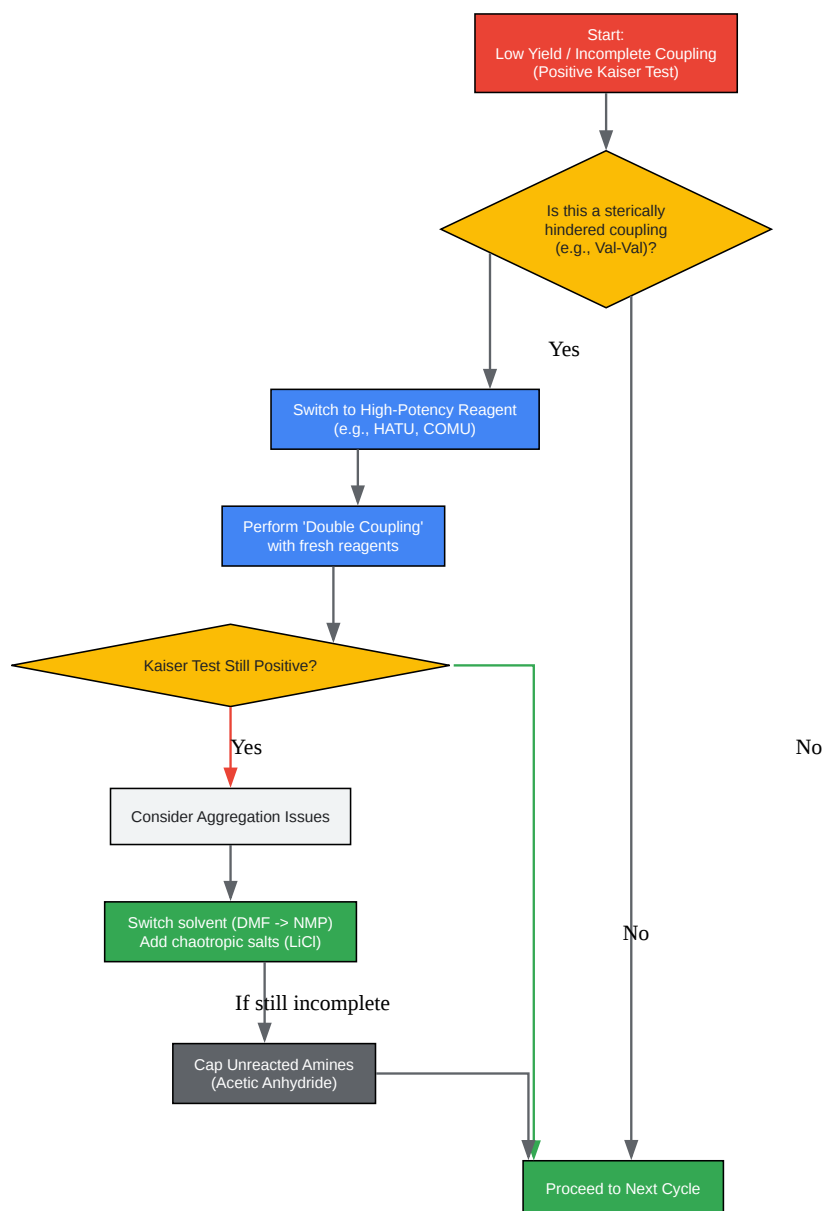 Start:
Low Yield / Incomplete Coupling
(Positive Kaiser Test)
Is this a sterically
hindered coupling
(e.g., Val-Val)?
Yes
Switch to High-Potency Reagent
(e.g., HATU, COMU)
Perform 'Double Coupling'
with fresh reagents
Kaiser Test Still Positive?
Yes
No
Consider Aggregation Issues
Switch solvent (DMF -> NMP)
Add chaotropic salts (LiCl)
No
If still incomplete
Cap Unreacted Amines
(Acetic Anhydride)
Proceed to Next Cycle